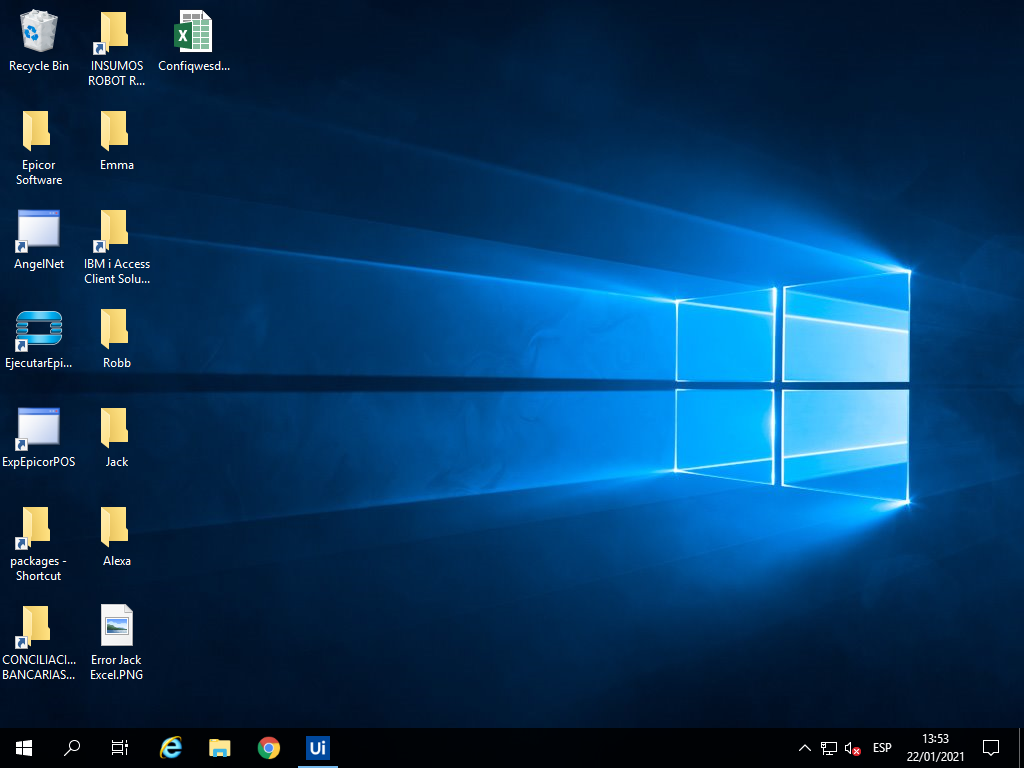 Recycle Bin
INSUMOS
ROBOT R...
Confiqwesd...
Epicor
Software
Emma
AngelNet
IBM i Access
Client Solu...
EjecutarEpi...
Robb
ExpEpicorPOS
Jack
packages -
Shortcut
Alexa
CONCILIACI...
BANCARIAS...
Error Jack
Excel.PNG
Ui
ESP
13:53
22/01/2021